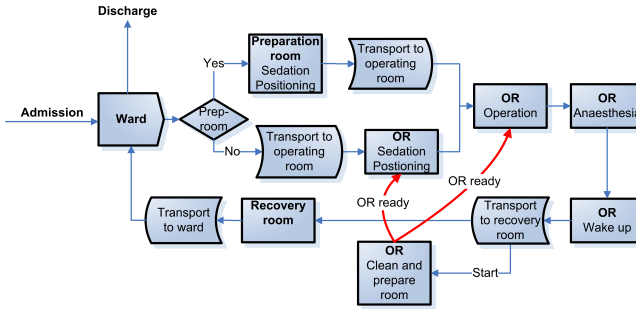 Discharge
Admission
Ward
Prep-
room
Yes
No
Preparation
room
Sedation
Positioning
Transport to
operating
room
Transport to
operating
room
OR
Sedation
Postioning
OR
Operation
OR
Anaesthesia
OR
Wake up
Transport
to recovery
room
Recovery
room
Transport
to ward
OR ready
OR ready
Start
OR
Clean and
prepare
room